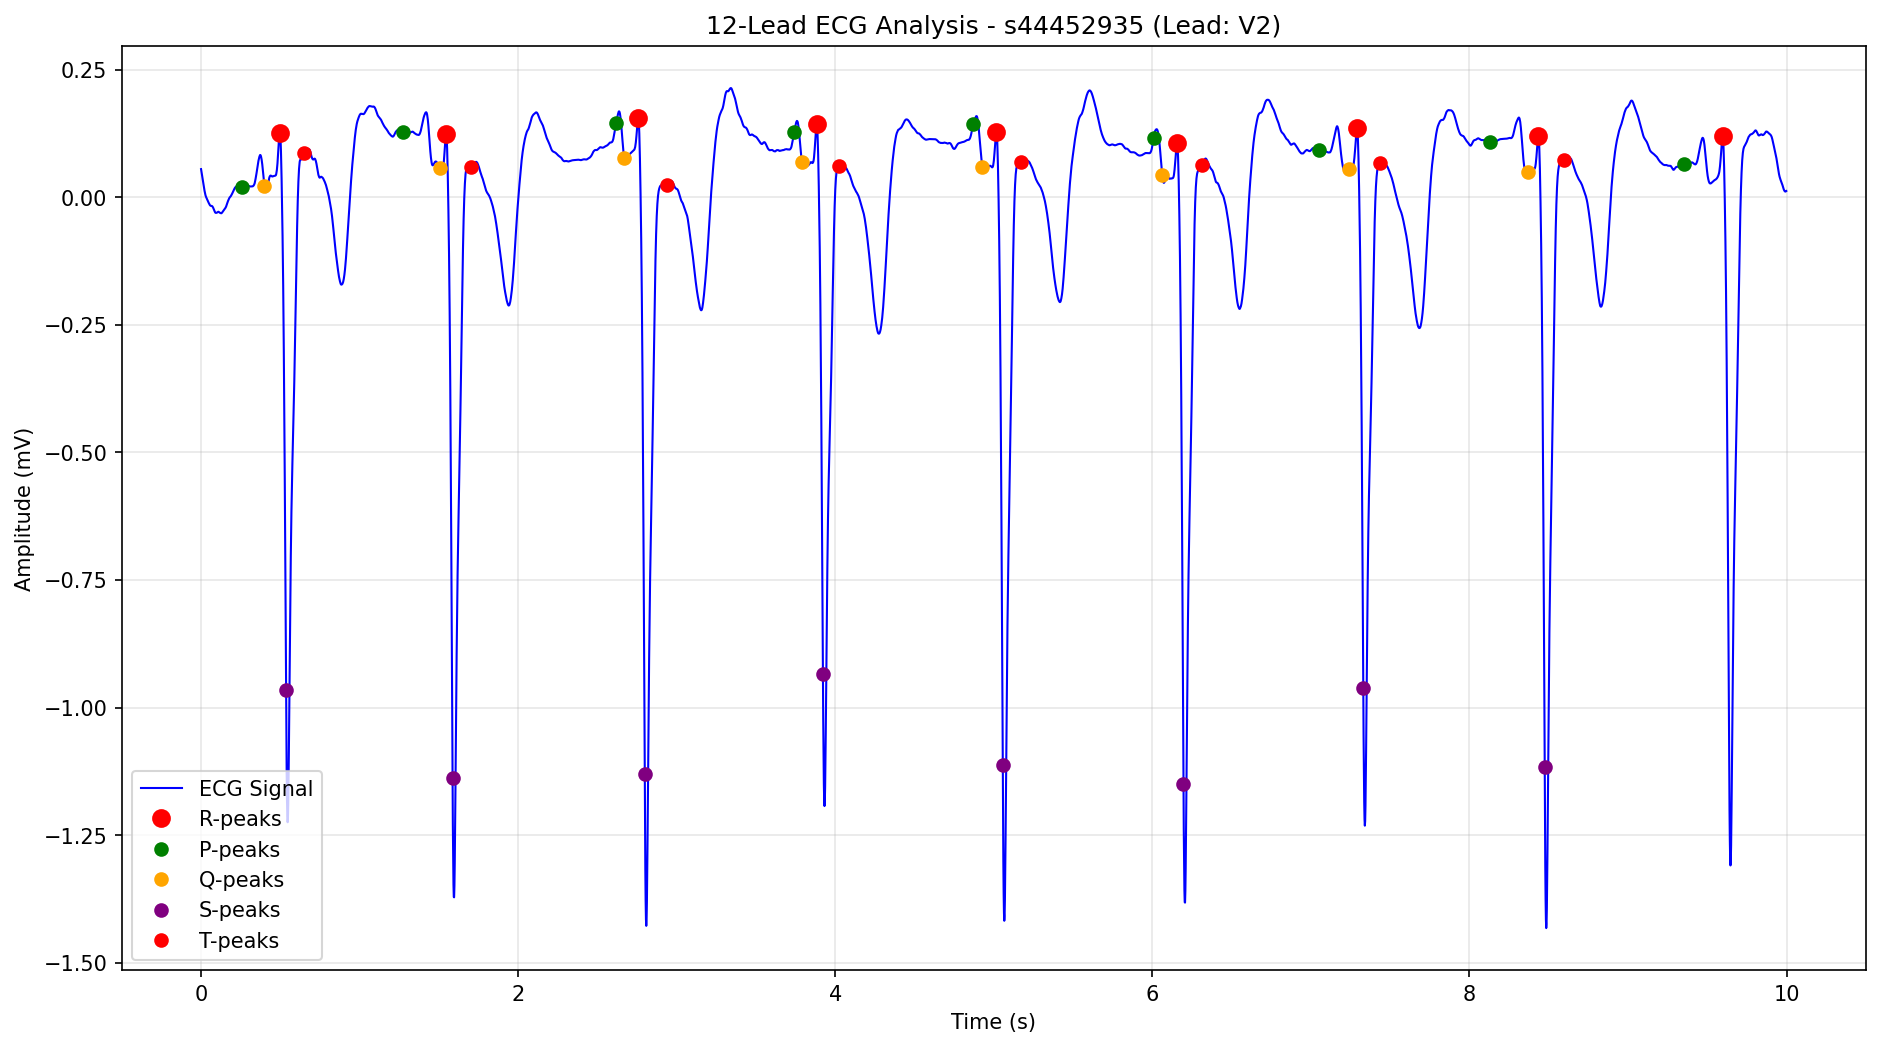 12-Lead ECG Analysis - s44452935 (Lead: V2)
Amplitude (mV)
0.25
0.00
−0.25
−0.50
−0.75
−1.00
−1.25
−1.50
ECG Signal
R-peaks
P-peaks
Q-peaks
S-peaks
T-peaks
0 2 4 6 8 10
Time (s)